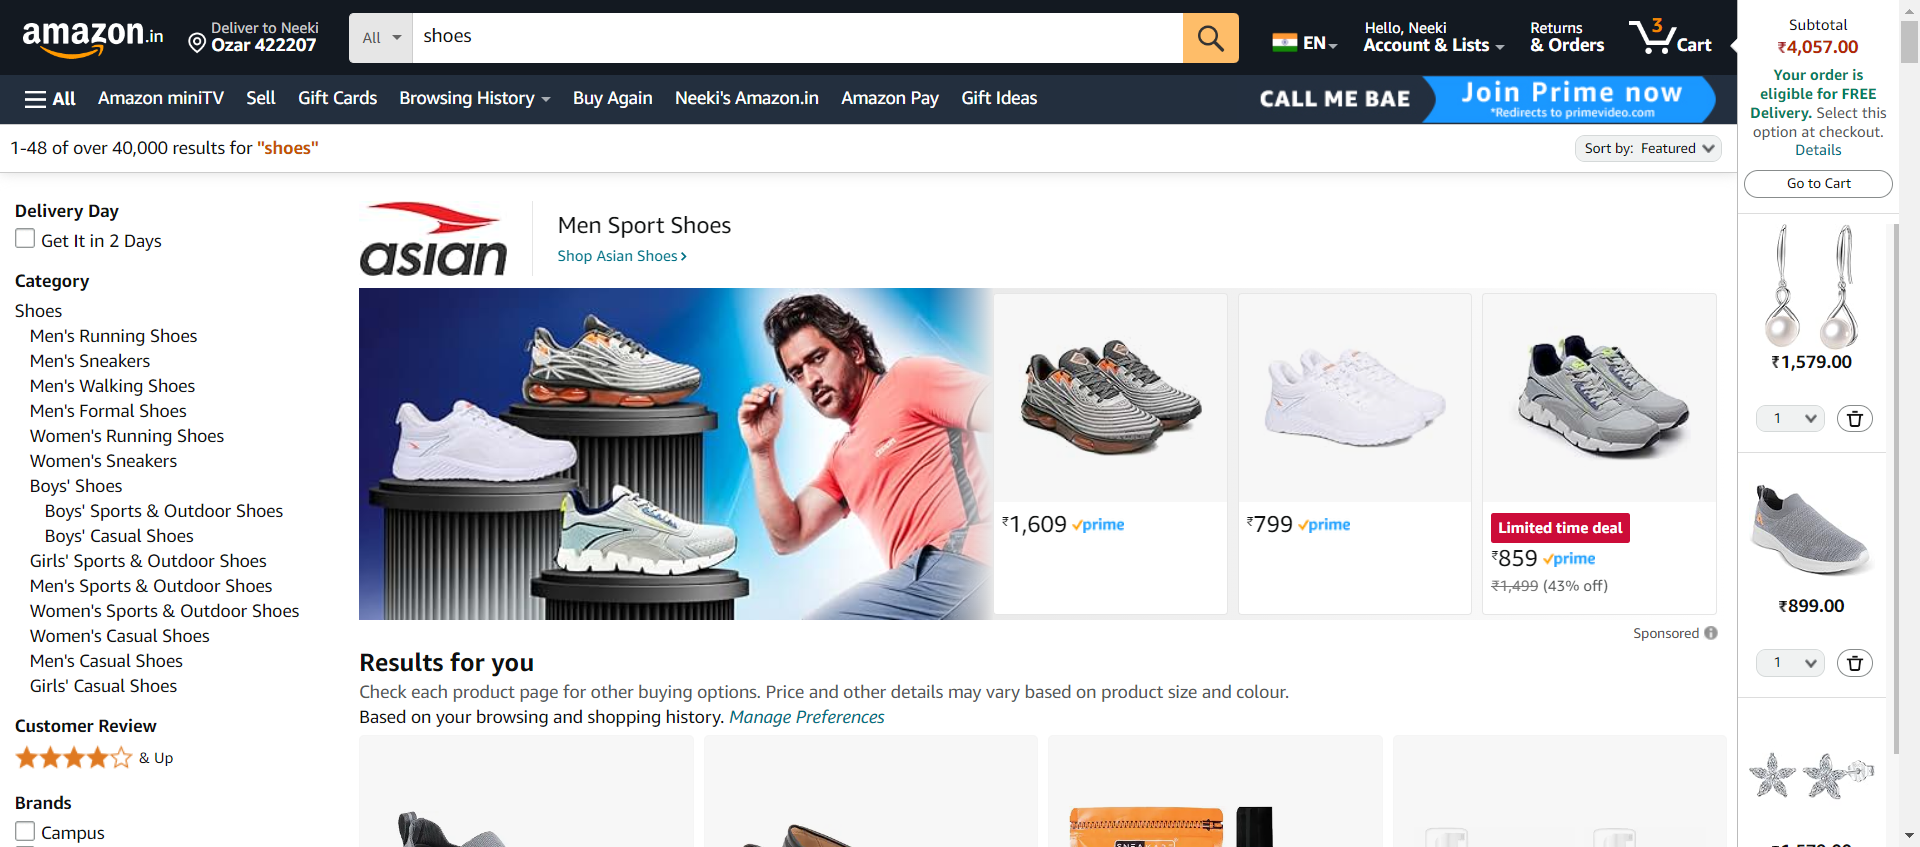 amazon.in
Deliver to Neeki
Ozar 422207
All
shoes
EN
Hello, Neeki
Account & Lists
Returns
& Orders
3
Cart
All
Amazon miniTV
Sell
Gift Cards
Browsing History
Buy Again
Neeki's Amazon.in
Amazon Pay
Gift Ideas
CALL ME BAE
Join Prime now
*Redirects to primevideo.com
1-48 of over 40,000 results for "shoes"
Sort by: Featured
Delivery Day
Get It in 2 Days
Category
Shoes
Men's Running Shoes
Men's Sneakers
Men's Walking Shoes
Men's Formal Shoes
Women's Running Shoes
Women's Sneakers
Boys' Shoes
Boys' Sports & Outdoor Shoes
Boys' Casual Shoes
Girls' Sports & Outdoor Shoes
Men's Sports & Outdoor Shoes
Women's Sports & Outdoor Shoes
Women's Casual Shoes
Men's Casual Shoes
Girls' Casual Shoes
Customer Review
& Up
Brands
Campus
asian
Men Sport Shoes
Shop Asian Shoes
₹1,609 prime
₹799 prime
Limited time deal
₹859 prime
₹1,499 (43% off)
Sponsored
Results for you
Check each product page for other buying options. Price and other details may vary based on product size and colour.
Based on your browsing and shopping history. Manage Preferences
Subtotal
₹4,057.00
Your order is
eligible for FREE
Delivery. Select this
option at checkout.
Details
Go to Cart
₹1,579.00
1
₹899.00
1